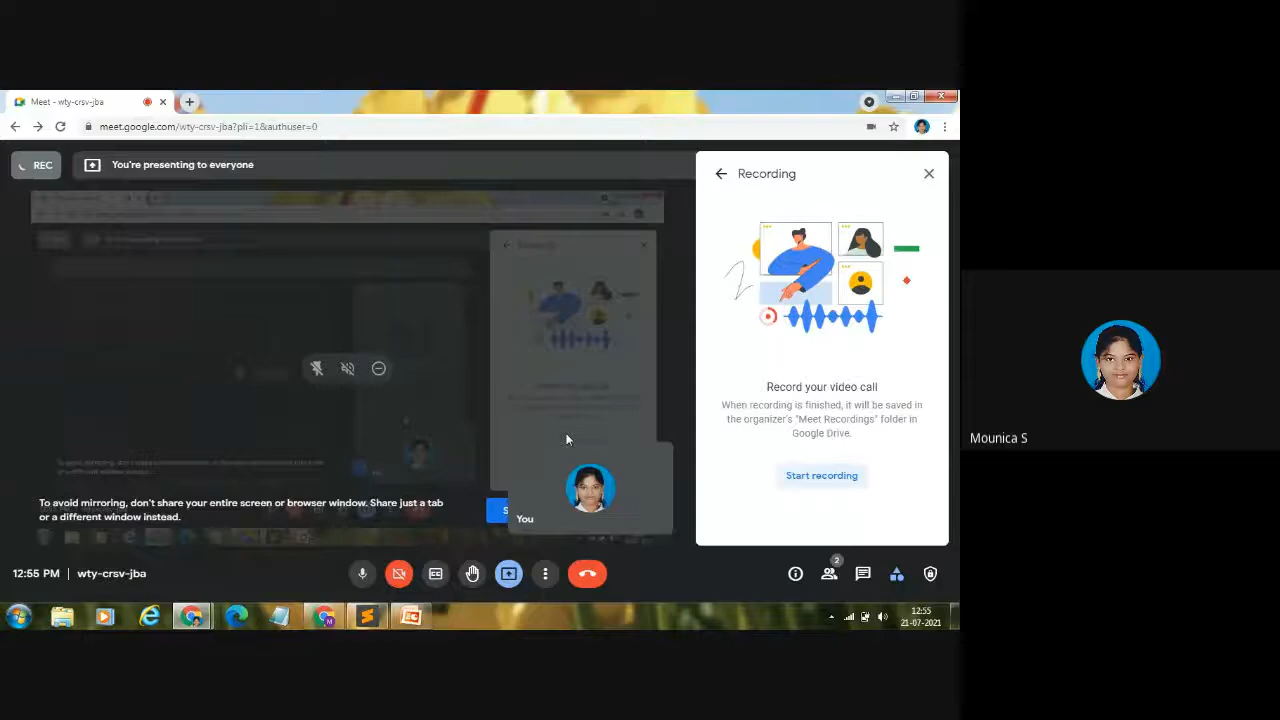 Meet - wty-crsv-jba
meet.google.com/wty-crsv-jba?pli=1&authuser=0
REC
You're presenting to everyone
Recording
Record your video call
When recording is finished, it will be saved in
the organizer's "Meet Recordings" folder in
Google Drive.
Start recording
To avoid mirroring, don't share your entire screen or browser window. Share just a tab
or a different window instead.
You
Mounica S
12:55 PM | wty-crsv-jba
2
12:55
21-07-2021